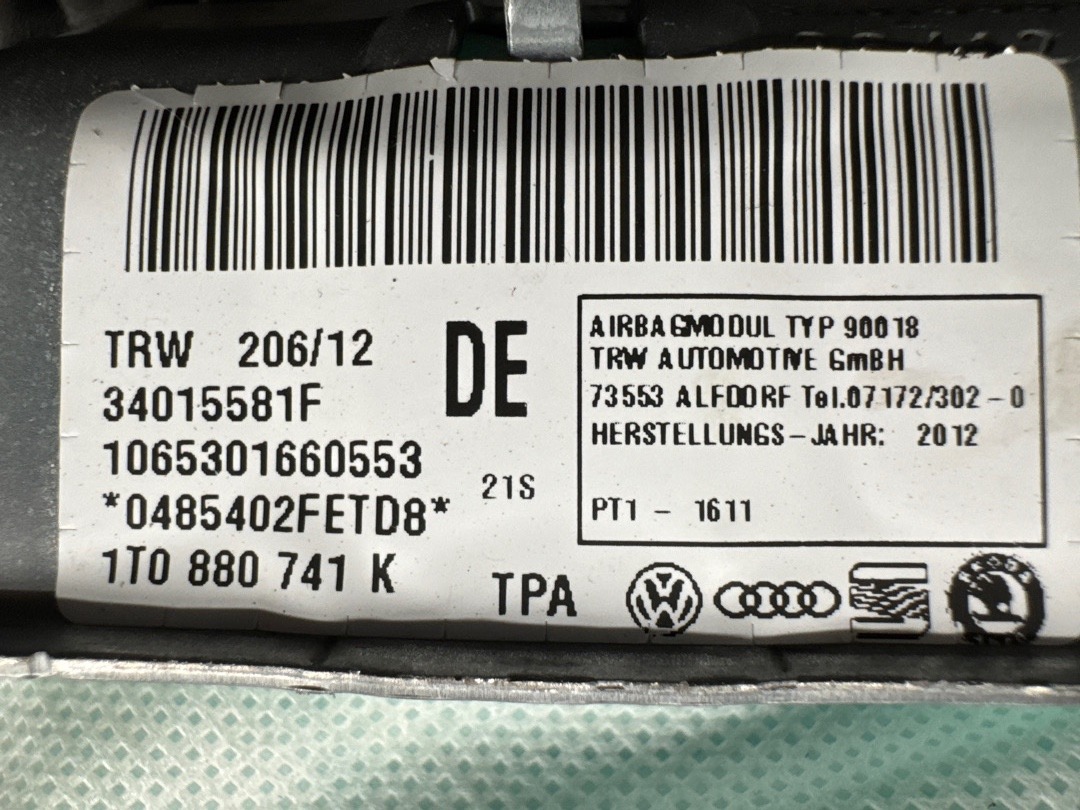 TRW 206/12
34015581F
1065301660553
*0485402FETD8*
1T0 880 741 K
DE
21S
TPA
AIRBAGMODUL TYP 90018
TRW AUTOMOTIVE GmBH
73553 ALFDORF Tel.07172/302-0
HERSTELLUNGS-JAHR: 2012
PT1 - 1611